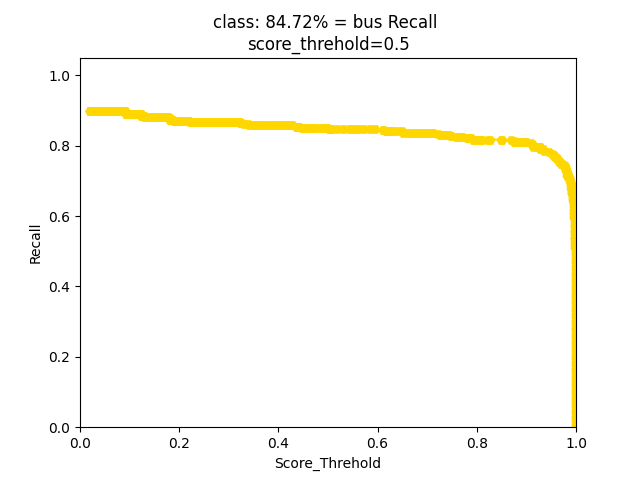 class: 84.72% = bus Recall
score_threhold=0.5
1.0
0.8
0.6
0.4
0.2
0.0
Recall
0.0 0.2 0.4 0.6 0.8 1.0
Score_Threhold